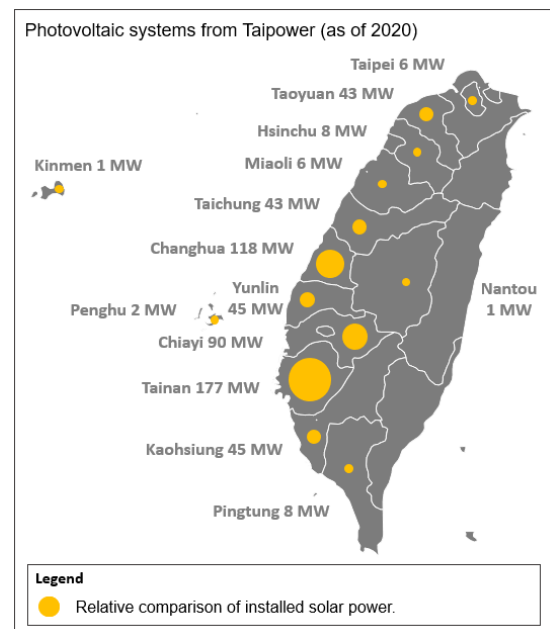 Photovoltaic systems from Taipower (as of 2020)
Taipei 6 MW
Taoyuan 43 MW
Hsinchu 8 MW
Miaoli 6 MW
Kinmen 1 MW
Taichung 43 MW
Changhua 118 MW
Yunlin
45 MW
Nantou
1 MW
Penghu 2 MW
Chiayi 90 MW
Tainan 177 MW
Kaohsiung 45 MW
Pingtung 8 MW
Legend
Relative comparison of installed solar power.